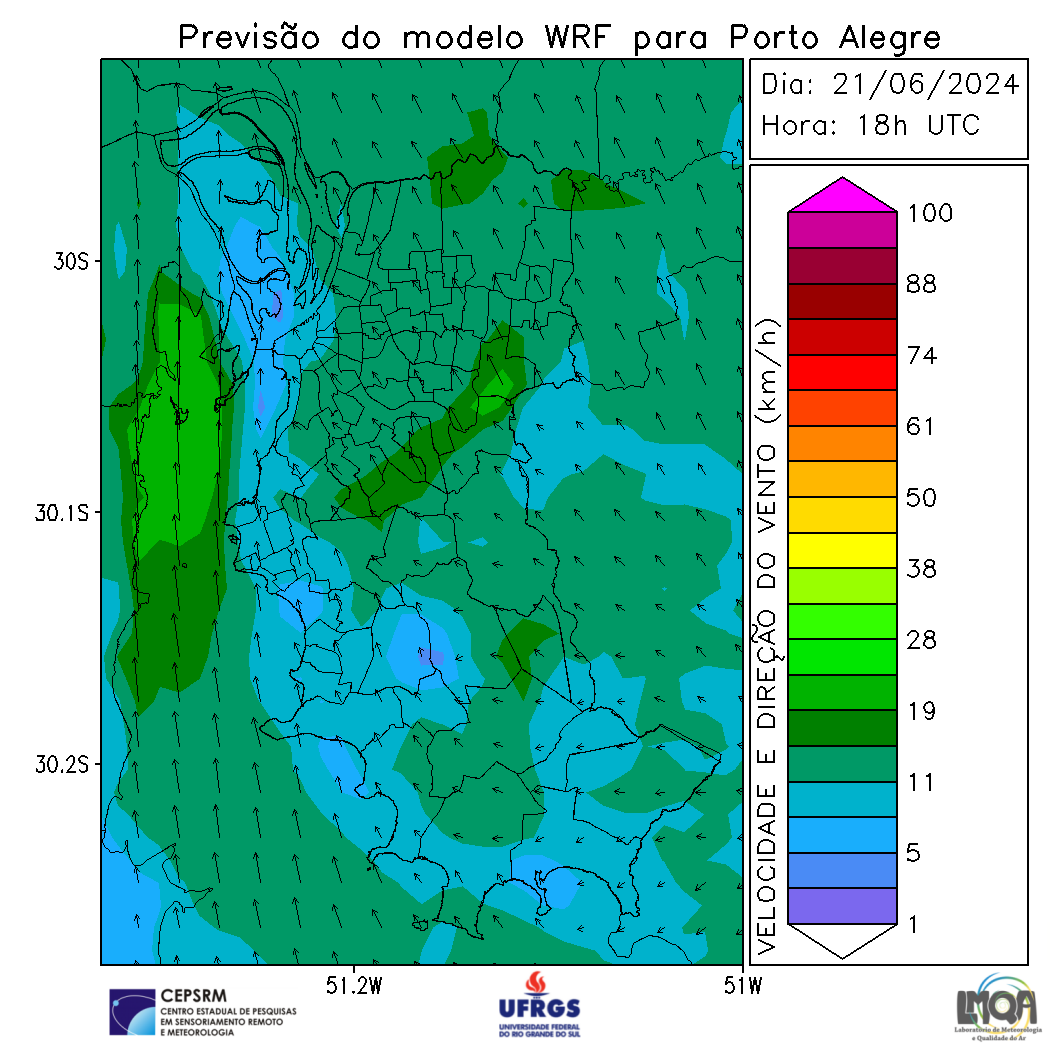 Previsão do modelo WRF para Porto Alegre
Dia: 21/06/2024
Hora: 18h UTC
30S
30.1S
30.2S
51.2W
51W
VELOCIDADE E DIREÇÃO DO VENTO (km/h)
100
88
74
61
50
38
28
19
11
5
1
CEPSRM
CENTRO ESTADUAL DE PESQUISAS
EM SENSORIAMENTO REMOTO
E METEOROLOGIA
UFRGS
UNIVERSIDADE FEDERAL
DO RIO GRANDE DO SUL
LMQA
Laboratório de Meteorologia
e Qualidade do Ar